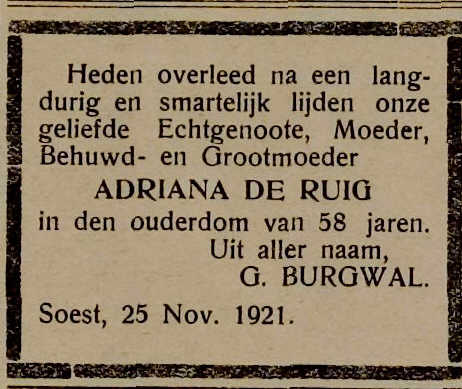 Heden overleed na een lang-
durig en smartelijk lijden onze
geliefde Echtgenoote, Moeder,
Behuwd- en Grootmoeder
ADRIANA DE RUIG
in den ouderdom van 58 jaren.
Uit aller naam,
G. BURGWAL.
Soest, 25 Nov. 1921.